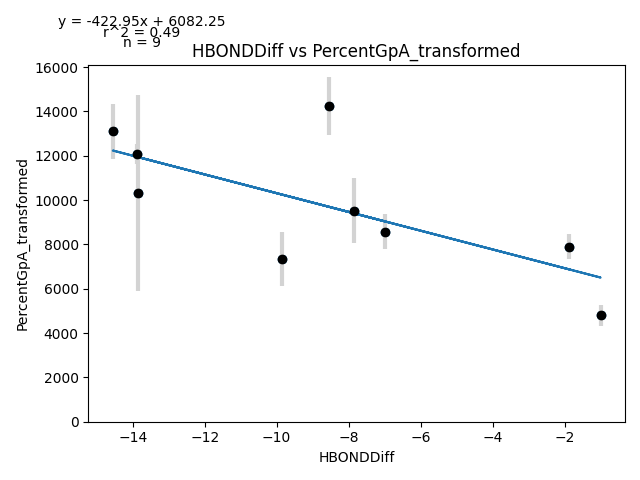 y = -422.95x + 6082.25
r^2 = 0.49
n = 9
HBONDDiff vs PercentGpA_transformed
PercentGpA_transformed
16000
14000
12000
10000
8000
6000
4000
2000
0
−14 −12 −10 −8 −6 −4 −2
HBONDDiff